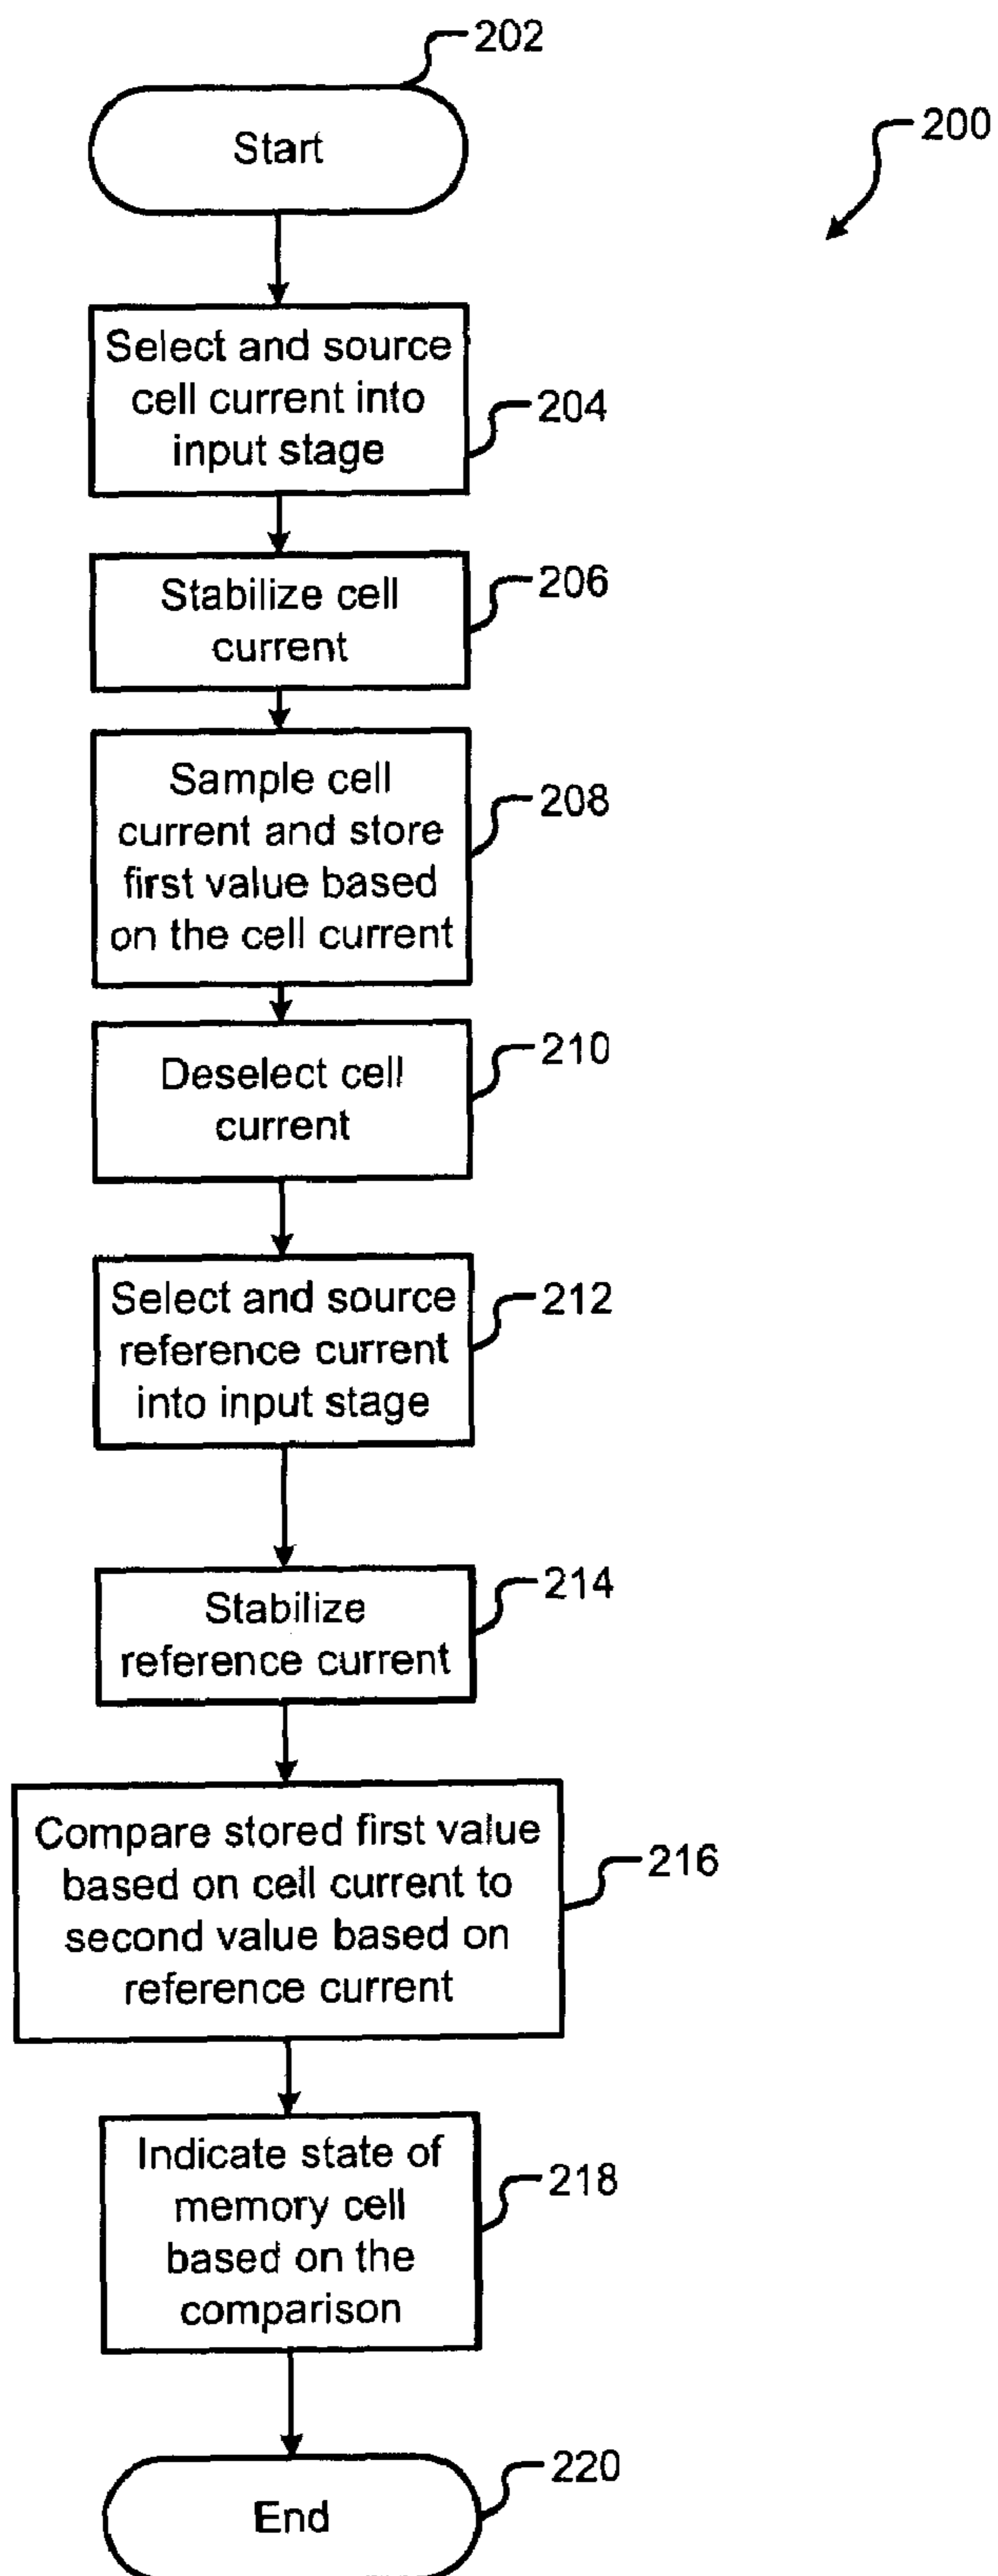 202
200
Start
Select and source
cell current into
input stage
204
Stabilize cell
current
206
Sample cell
current and store
first value based
on the cell current
208
Deselect cell
current
210
Select and source
reference current
into input stage
212
Stabilize
reference current
214
Compare stored first value
based on cell current to
second value based on
reference current
216
Indicate state of
memory cell
based on the
comparison
218
End
220